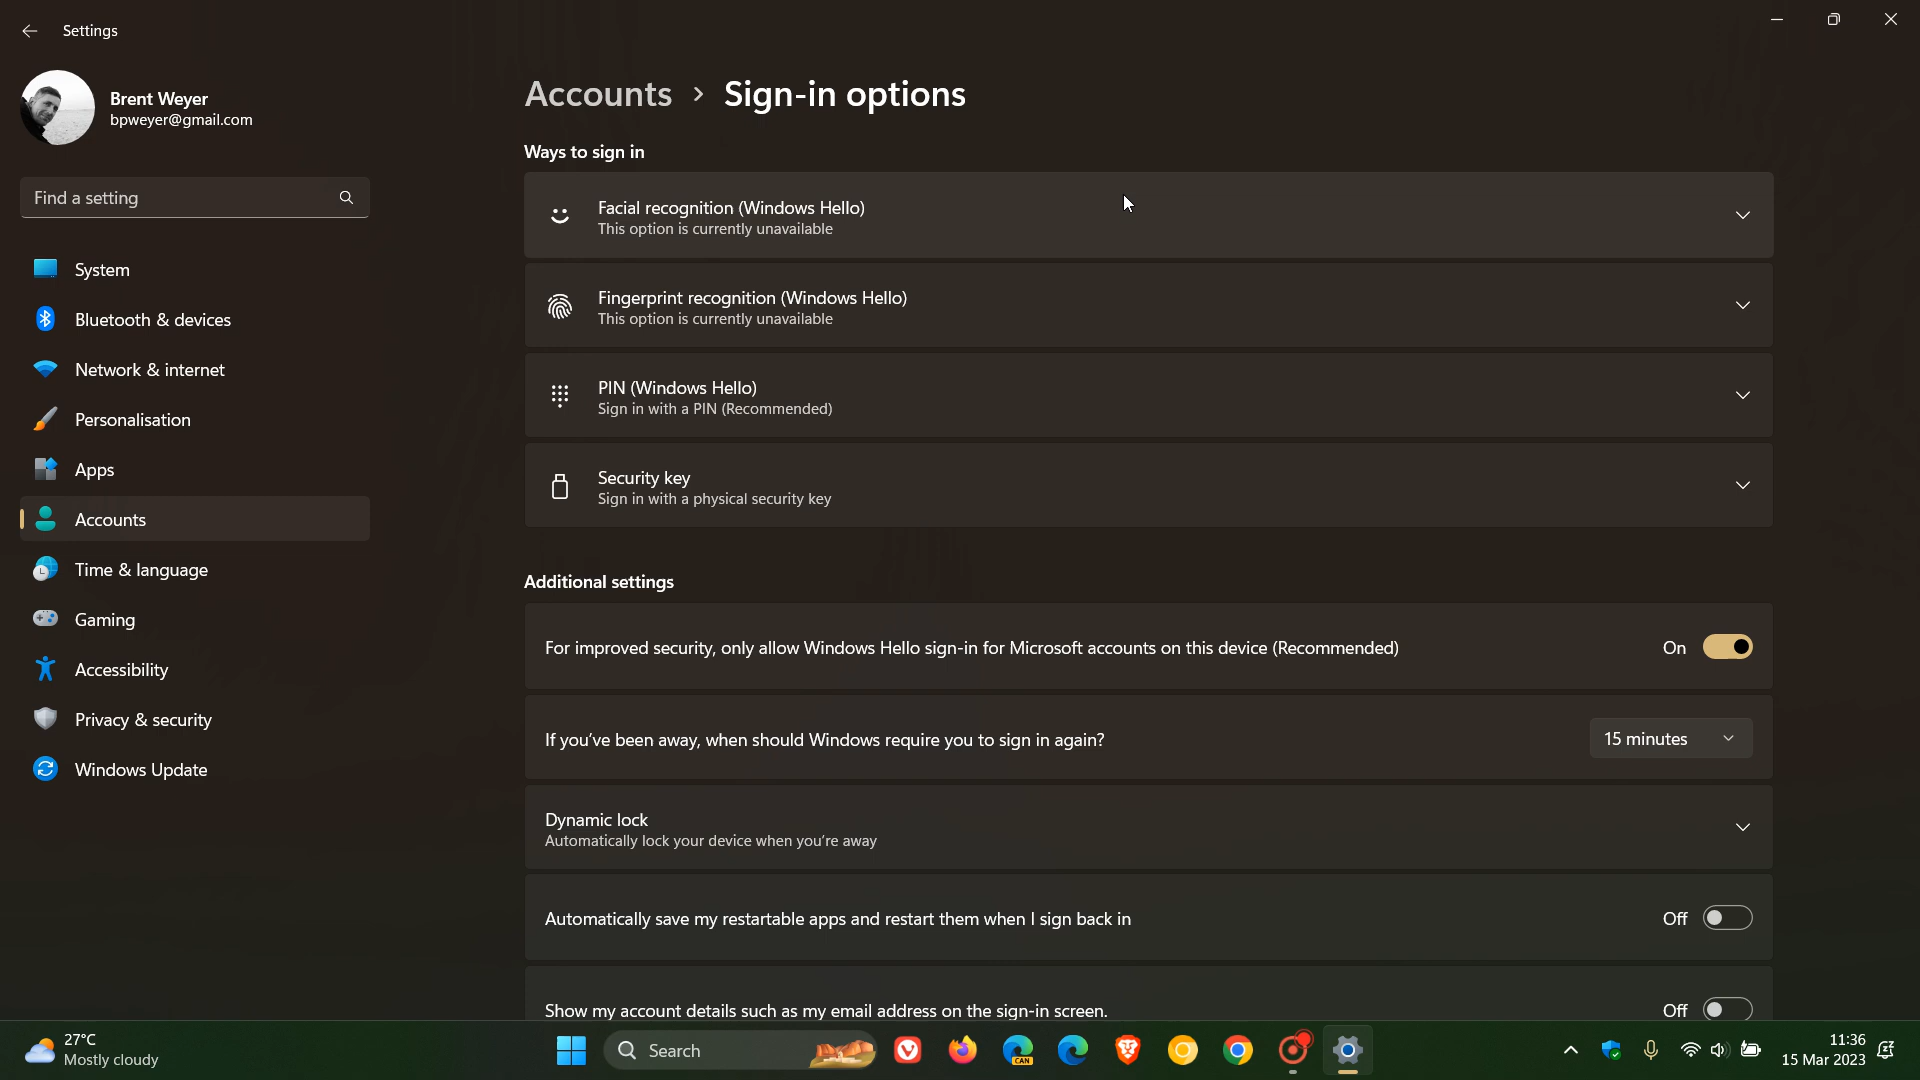 Settings
Brent Weyer
bpweyer@gmail.com
Find a setting
System
Bluetooth & devices
Network & internet
Personalisation
Apps
Accounts
Time & language
Gaming
Accessibility
Privacy & security
Windows Update
Accounts > Sign-in options
Ways to sign in
Facial recognition (Windows Hello)
This option is currently unavailable
Fingerprint recognition (Windows Hello)
This option is currently unavailable
PIN (Windows Hello)
Sign in with a PIN (Recommended)
Security key
Sign in with a physical security key
Additional settings
For improved security, only allow Windows Hello sign-in for Microsoft accounts on this device (Recommended)
On
If you've been away, when should Windows require you to sign in again?
15 minutes
Dynamic lock
Automatically lock your device when you're away
Automatically save my restartable apps and restart them when I sign back in
Off
Show my account details such as my email address on the sign-in screen.
Off
27°C
Mostly cloudy
Search
CAN
11:36
15 Mar 2023